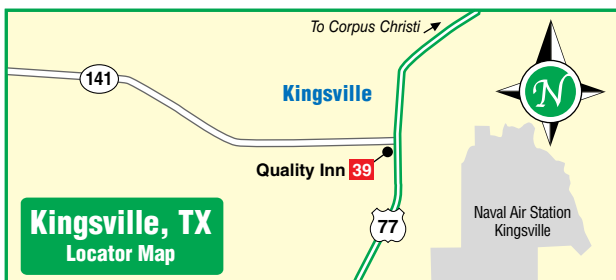 To Corpus Christi
141
Kingsville
N
Quality Inn 39
Kingsville, TX
Locator Map
77
Naval Air Station
Kingsville